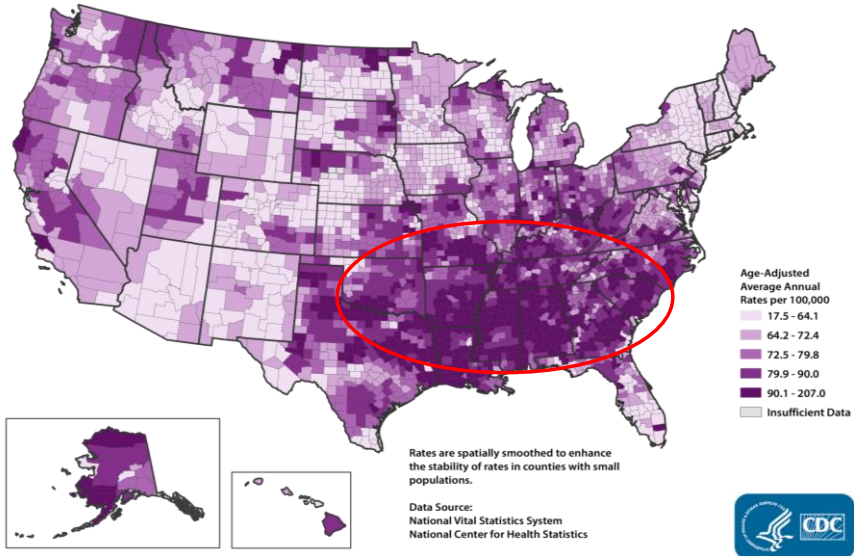 Age-Adjusted
Average Annual
Rates per 100,000
17.5 - 64.1
64.2 - 72.4
72.5 - 79.8
79.9 - 90.0
90.1 - 207.0
Insufficient Data
Rates are spatially smoothed to enhance
the stability of rates in counties with small
populations.
Data Source:
National Vital Statistics System
National Center for Health Statistics
CDC